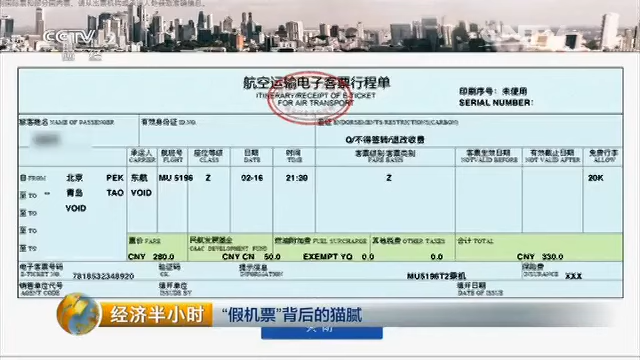 CCTV
财经
航空运输电子客票行程单
ITINERARY/RECEIPT OF E-TICKET
FOR AIR TRANSPORT
印刷序号：未使用
SERIAL NUMBER:
旅客姓名 NAME OF PASSENGER
有效身份证 ID.NO.
签证 ENDORSEMENTS/RESTRICTIONS(CARBON)
Q/不得签转/退改收费
承运人 航班号 座位等级 日期 时间 客票级别/客票类别 客票生效日期 有效截止日期 免费行李
CARRIER FLIGHT CLASS DATE TIME FARE BASIS NOT VALID BEFORE NOT VALID AFTER ALLOW
自 FROM 北京 PEK 东航 MU 5196 Z 02-16 21:20 Z 20K
至 TO 青岛 TAO VOID
至 TO VOID
至 TO
至 TO
票价 FARE 民航发展基金 燃油附加费 FUEL SURCHARGE 其他税费 OTHER TAXES 合计 TOTAL
CAAC DEVELOPMENT FUND
CNY 280.0 CNY CN 50.0 EXEMPT YQ 0.0 0.0 CNY 330.0
电子客票号码 验证码 提示信息 保险费
E-TICKET NO. 7818532348920 CK. INFORMATION MU5196T2乘机 INSURANCE XXX
销售单位代号 填开单位 填开日期
AGENT CODE ISSUED BY DATE OF ISSUE
经济半小时
“假机票”背后的猫腻